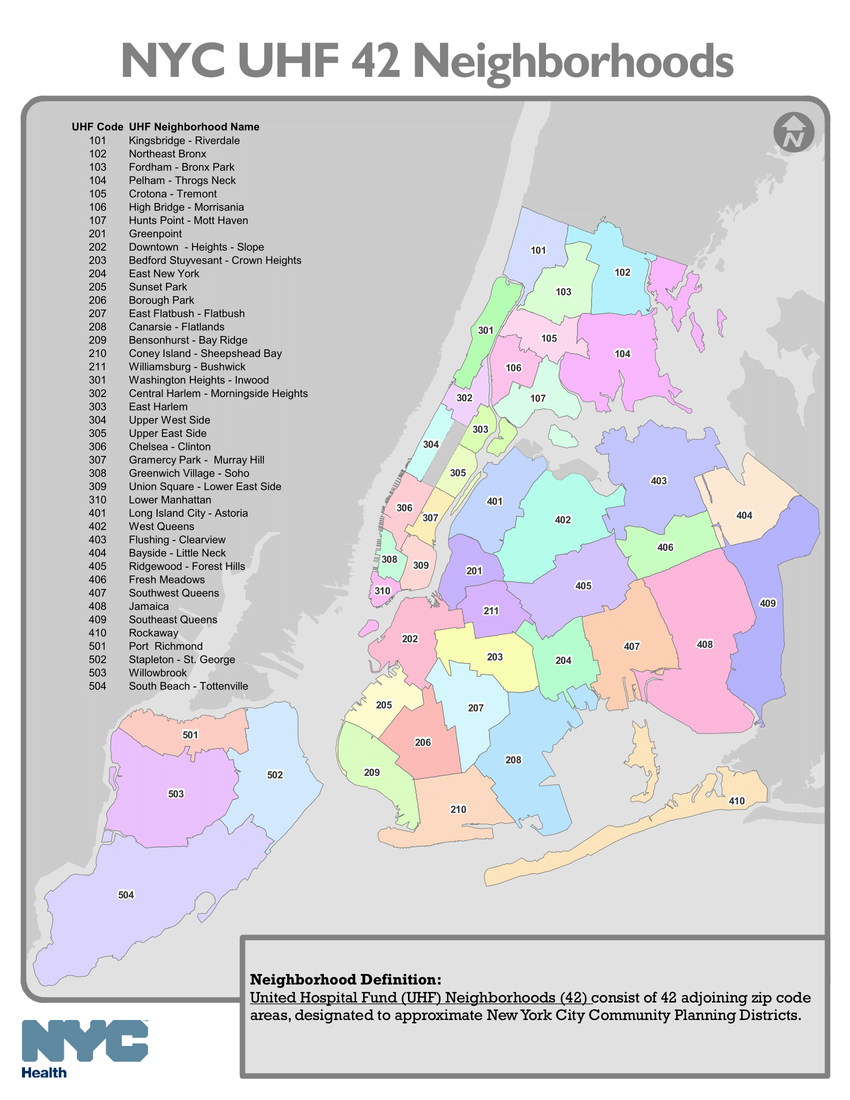 NYC UHF 42 Neighborhoods
UHF Code UHF Neighborhood Name
101 Kingsbridge - Riverdale
102 Northeast Bronx
103 Fordham - Bronx Park
104 Pelham - Throgs Neck
105 Crotona - Tremont
106 High Bridge - Morrisania
107 Hunts Point - Mott Haven
201 Greenpoint
202 Downtown - Heights - Slope
203 Bedford Stuyvesant - Crown Heights
204 East New York
205 Sunset Park
206 Borough Park
207 East Flatbush - Flatbush
208 Canarsie - Flatlands
209 Bensonhurst - Bay Ridge
210 Coney Island - Sheepshead Bay
211 Williamsburg - Bushwick
301 Washington Heights - Inwood
302 Central Harlem - Morningside Heights
303 East Harlem
304 Upper West Side
305 Upper East Side
306 Chelsea - Clinton
307 Gramercy Park - Murray Hill
308 Greenwich Village - Soho
309 Union Square - Lower East Side
310 Lower Manhattan
401 Long Island City - Astoria
402 West Queens
403 Flushing - Clearview
404 Bayside - Little Neck
405 Ridgewood - Forest Hills
406 Fresh Meadows
407 Southwest Queens
408 Jamaica
409 Southeast Queens
410 Rockaway
501 Port Richmond
502 Stapleton - St. George
503 Willowbrook
504 South Beach - Tottenville
N
101
102
103
301
105
104
106
107
302
303
304
305
403
401
306
307
404
402
406
308
309
201
405
310
409
211
202
407
408
203
204
205
207
501
206
208
209
502
503
410
210
504
Neighborhood Definition:
United Hospital Fund (UHF) Neighborhoods (42) consist of 42 adjoining zip code
areas, designated to approximate New York City Community Planning Districts.
NYC
Health